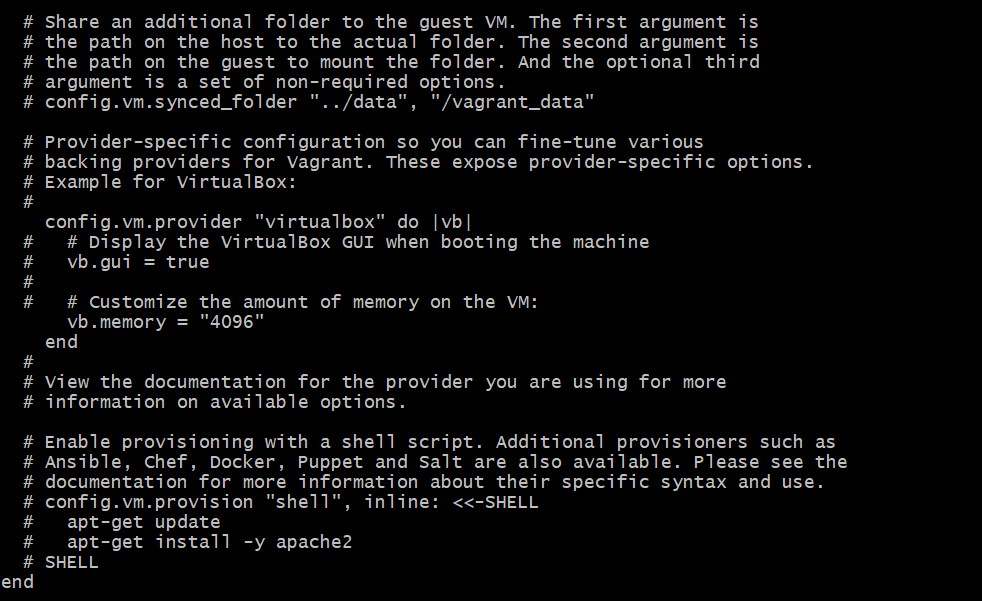 # Share an additional folder to the guest VM. The first argument is
  # the path on the host to the actual folder. The second argument is
  # the path on the guest to mount the folder. And the optional third
  # argument is a set of non-required options.
  # config.vm.synced_folder "../data", "/vagrant_data"

  # Provider-specific configuration so you can fine-tune various
  # backing providers for Vagrant. These expose provider-specific options.
  # Example for VirtualBox:
  #
    config.vm.provider "virtualbox" do |vb|
  #   # Display the VirtualBox GUI when booting the machine
  #   vb.gui = true
  #
  #   # Customize the amount of memory on the VM:
      vb.memory = "4096"
    end
  #
  # View the documentation for the provider you are using for more
  # information on available options.

  # Enable provisioning with a shell script. Additional provisioners such as
  # Ansible, Chef, Docker, Puppet and Salt are also available. Please see the
  # documentation for more information about their specific syntax and use.
  # config.vm.provision "shell", inline: <<-SHELL
  #   apt-get update
  #   apt-get install -y apache2
  # SHELL
end